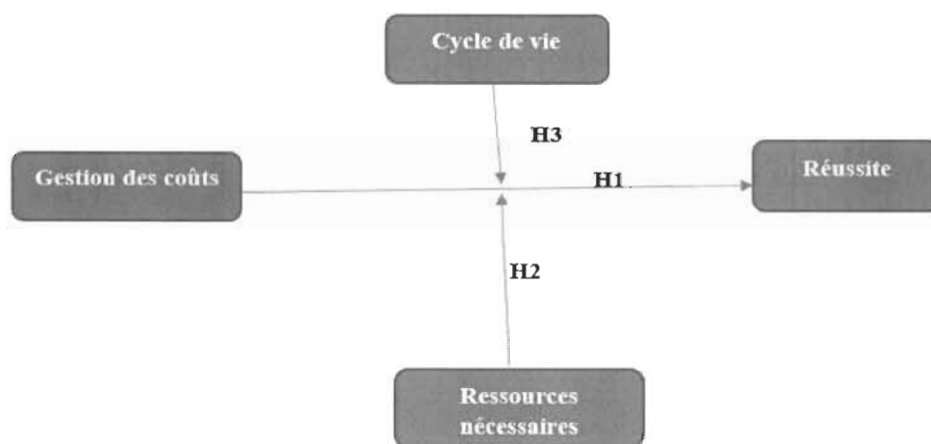 Cycle de vie
H3
Gestion des coûts
H1
Réussite
H2
Ressources
nécessaires